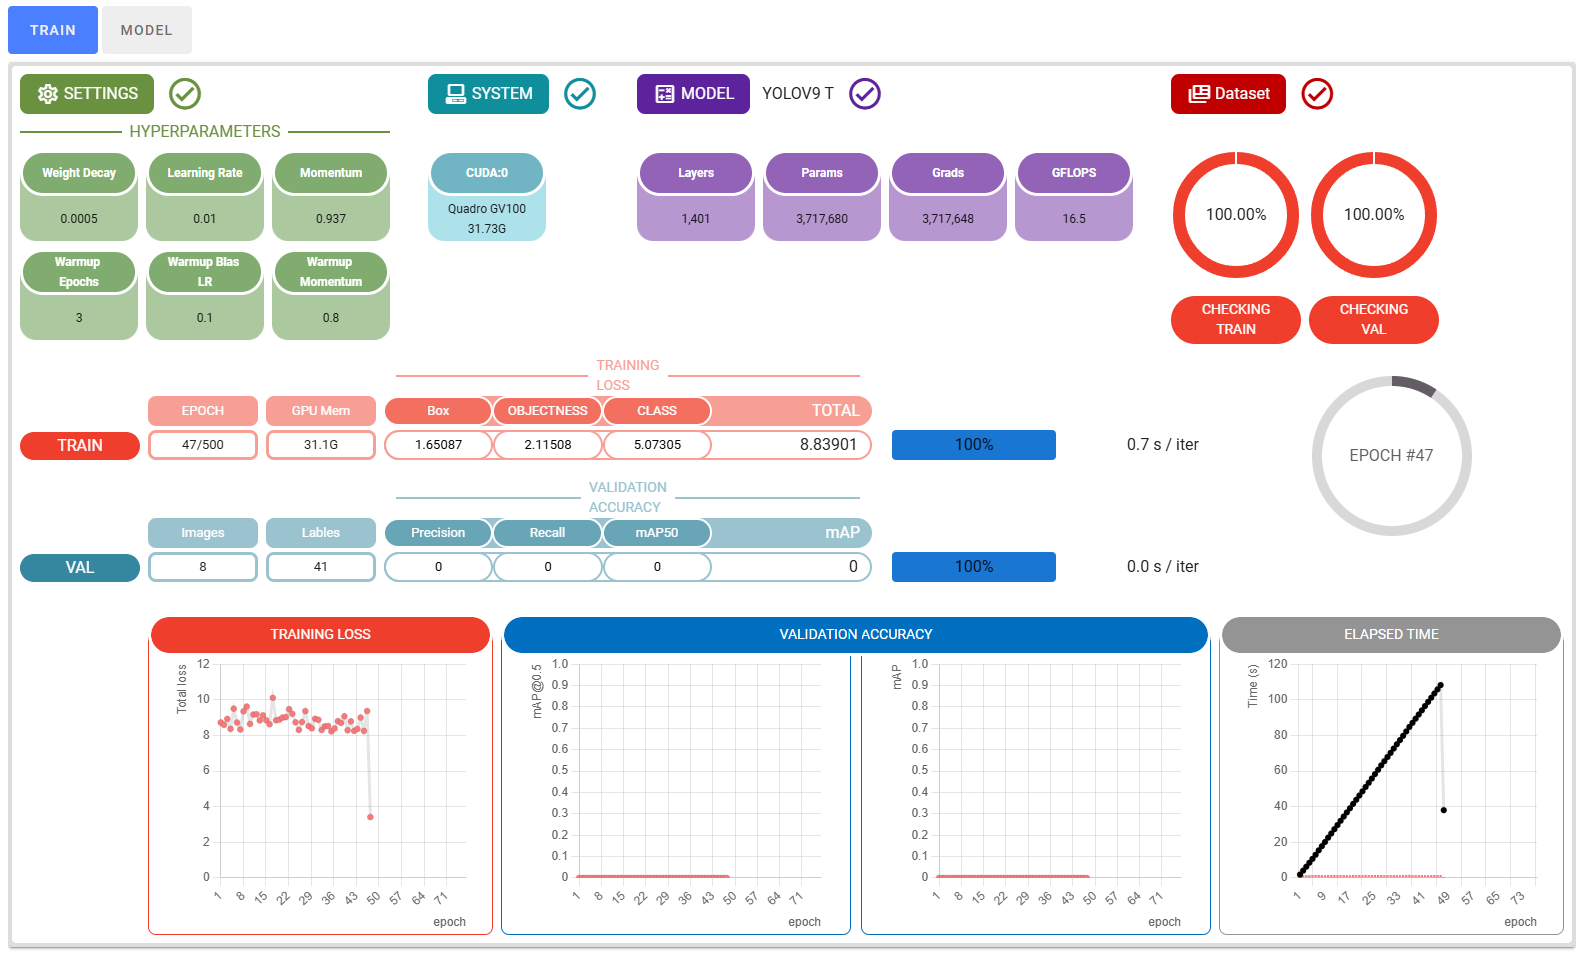 TRAIN MODEL
SETTINGS SYSTEM MODEL YOLOV9 T Dataset
HYPERPARAMETERS
Weight Decay Learning Rate Momentum CUDA:0 Layers Params Grads GFLOPS
0.0005 0.01 0.937 Quadro GV100 31.73G 1,401 3,717,680 3,717,648 16.5
100.00% 100.00%
Warmup Epochs Warmup Bias LR Warmup Momentum
3 0.1 0.8
CHECKING TRAIN CHECKING VAL
TRAINING LOSS
EPOCH GPU Mem Box OBJECTNESS CLASS TOTAL
TRAIN 47/500 31.1G 1.65087 2.11508 5.07305 8.83901 100% 0.7 s / iter
EPOCH #47
VALIDATION ACCURACY
Images Lables Precision Recall mAP50 mAP
VAL 8 41 0 0 0 0 100% 0.0 s / iter
TRAINING LOSS
Total loss
12
10
8
6
4
2
0
1 8 15 22 29 36 43 50 57 64 71
epoch
VALIDATION ACCURACY
mAP@0.5
1.0
0.9
0.8
0.7
0.6
0.5
0.4
0.3
0.2
0.1
0
1 8 15 22 29 36 43 50 57 64 71
epoch
mAP
1.0
0.9
0.8
0.7
0.6
0.5
0.4
0.3
0.2
0.1
0
1 8 15 22 29 36 43 50 57 64 71
epoch
ELAPSED TIME
Time (s)
120
100
80
60
40
20
0
1 9 17 25 33 41 49 57 65 73
epoch